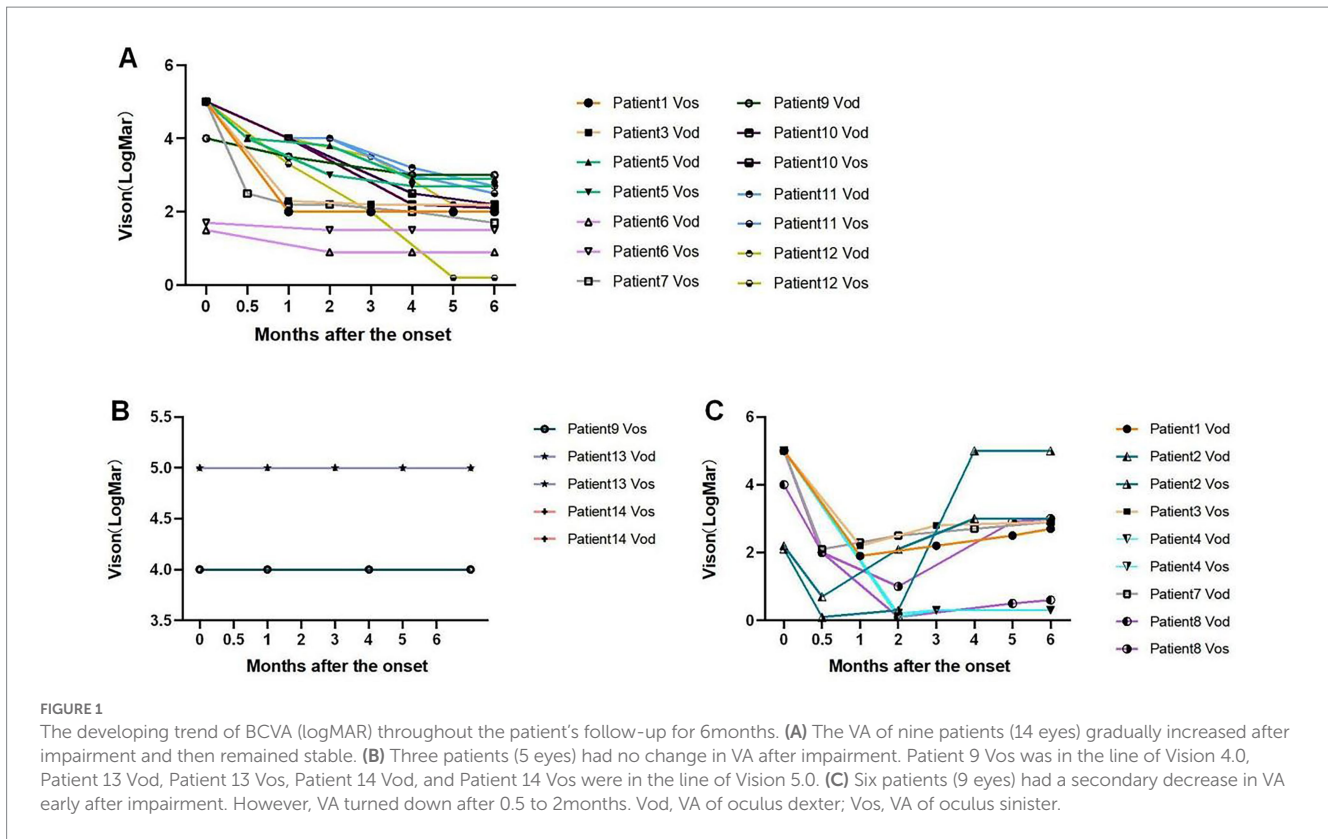 A
6
4
2
0
Vison(LogMar)
0 0.5 1 2 3 4 5 6
Months after the onset
Patient1 Vos
Patient3 Vod
Patient5 Vod
Patient5 Vos
Patient6 Vod
Patient6 Vos
Patient7 Vos
Patient9 Vod
Patient10 Vod
Patient10 Vos
Patient11 Vod
Patient11 Vos
Patient12 Vod
Patient12 Vos
B
5.5
5.0
4.5
4.0
3.5
Vison(LogMar)
0 0.5 1 2 3 4 5 6
Months after the onset
Patient9 Vos
Patient13 Vod
Patient13 Vos
Patient14 Vos
Patient14 Vod
C
6
4
2
0
Vison(LogMar)
0 0.5 1 2 3 4 5 6
Months after the onset
Patient1 Vod
Patient2 Vod
Patient2 Vos
Patient3 Vos
Patient4 Vod
Patient4 Vos
Patient7 Vod
Patient8 Vod
Patient8 Vos
FIGURE 1
The developing trend of BCVA (logMAR) throughout the patient's follow-up for 6months. (A) The VA of nine patients (14 eyes) gradually increased after
impairment and then remained stable. (B) Three patients (5 eyes) had no change in VA after impairment. Patient 9 Vos was in the line of Vision 4.0,
Patient 13 Vod, Patient 13 Vos, Patient 14 Vod, and Patient 14 Vos were in the line of Vision 5.0. (C) Six patients (9 eyes) had a secondary decrease in VA
early after impairment. However, VA turned down after 0.5 to 2months. Vod, VA of oculus dexter; Vos, VA of oculus sinister.